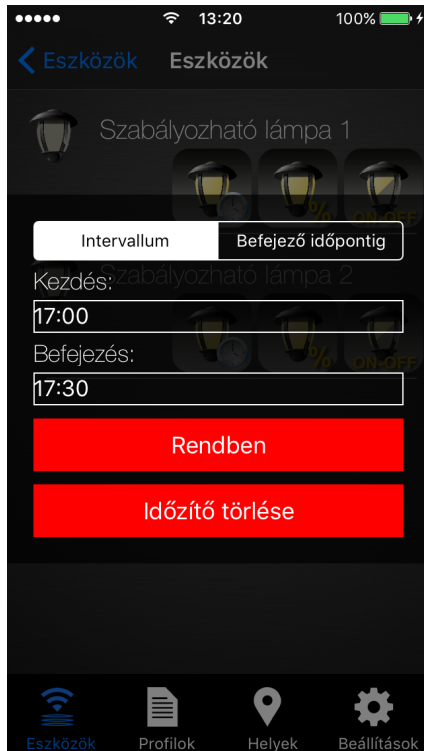 13:20
100%
Eszközök
Eszközök
Szabályozható lámpa 1
%
ON-OFF
Intervallum
Befejező időpontig
Szabályozható lámpa 2
Kezdés:
17:00
%
ON-OFF
Befejezés:
17:30
Rendben
Időzítő törlése
Eszközök
Profilok
Helyek
Beállítások